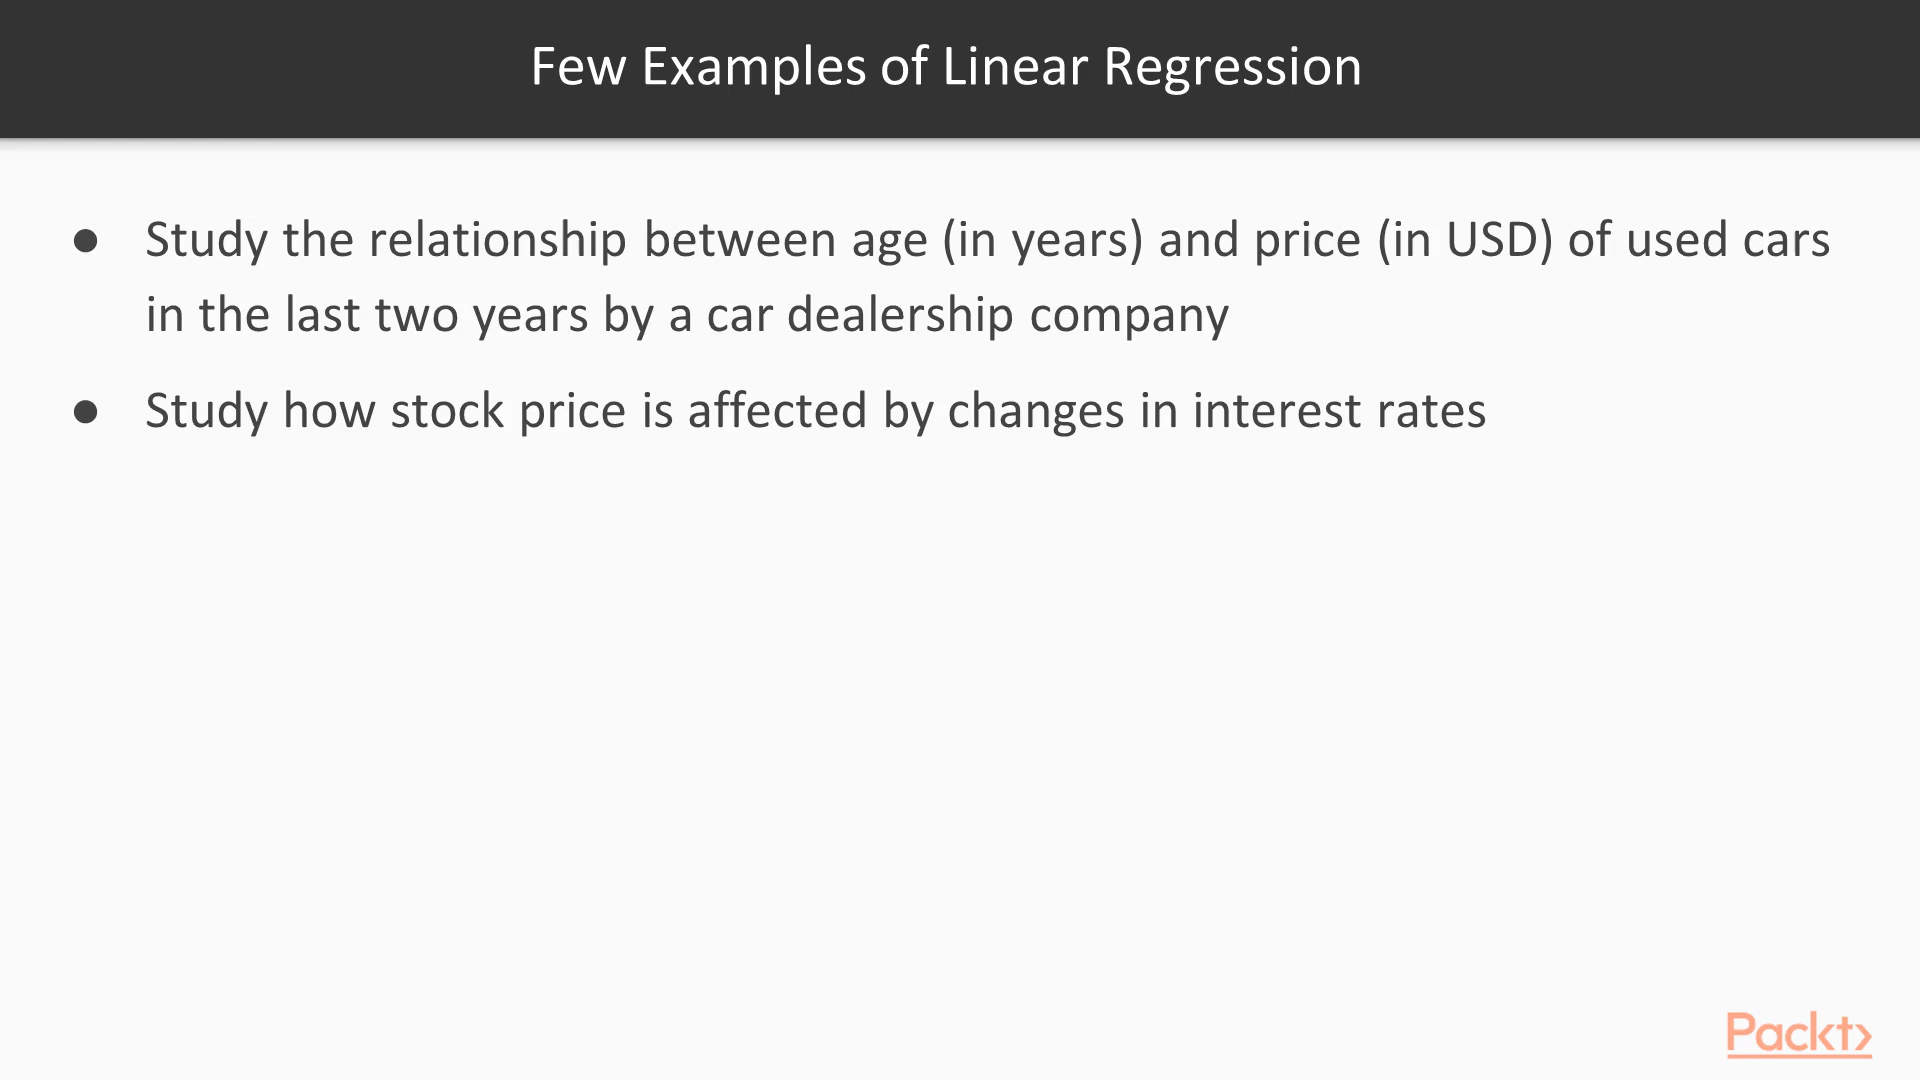 Few Examples of Linear Regression
● Study the relationship between age (in years) and price (in USD) of used cars
in the last two years by a car dealership company
● Study how stock price is affected by changes in interest rates
Packt>